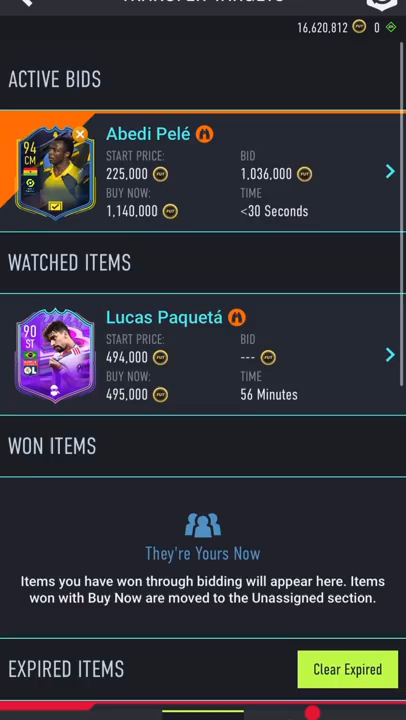 16,620,812 0
ACTIVE BIDS
94
CM
Abedi Pelé
START PRICE:
BID
225,000
1,036,000
BUY NOW:
TIME
1,140,000
<30 Seconds
WATCHED ITEMS
90
ST
Lucas Paquetá
START PRICE:
BID
494,000
---
BUY NOW:
TIME
495,000
56 Minutes
WON ITEMS
They're Yours Now
Items you have won through bidding will appear here. Items
won with Buy Now are moved to the Unassigned section.
EXPIRED ITEMS
Clear Expired